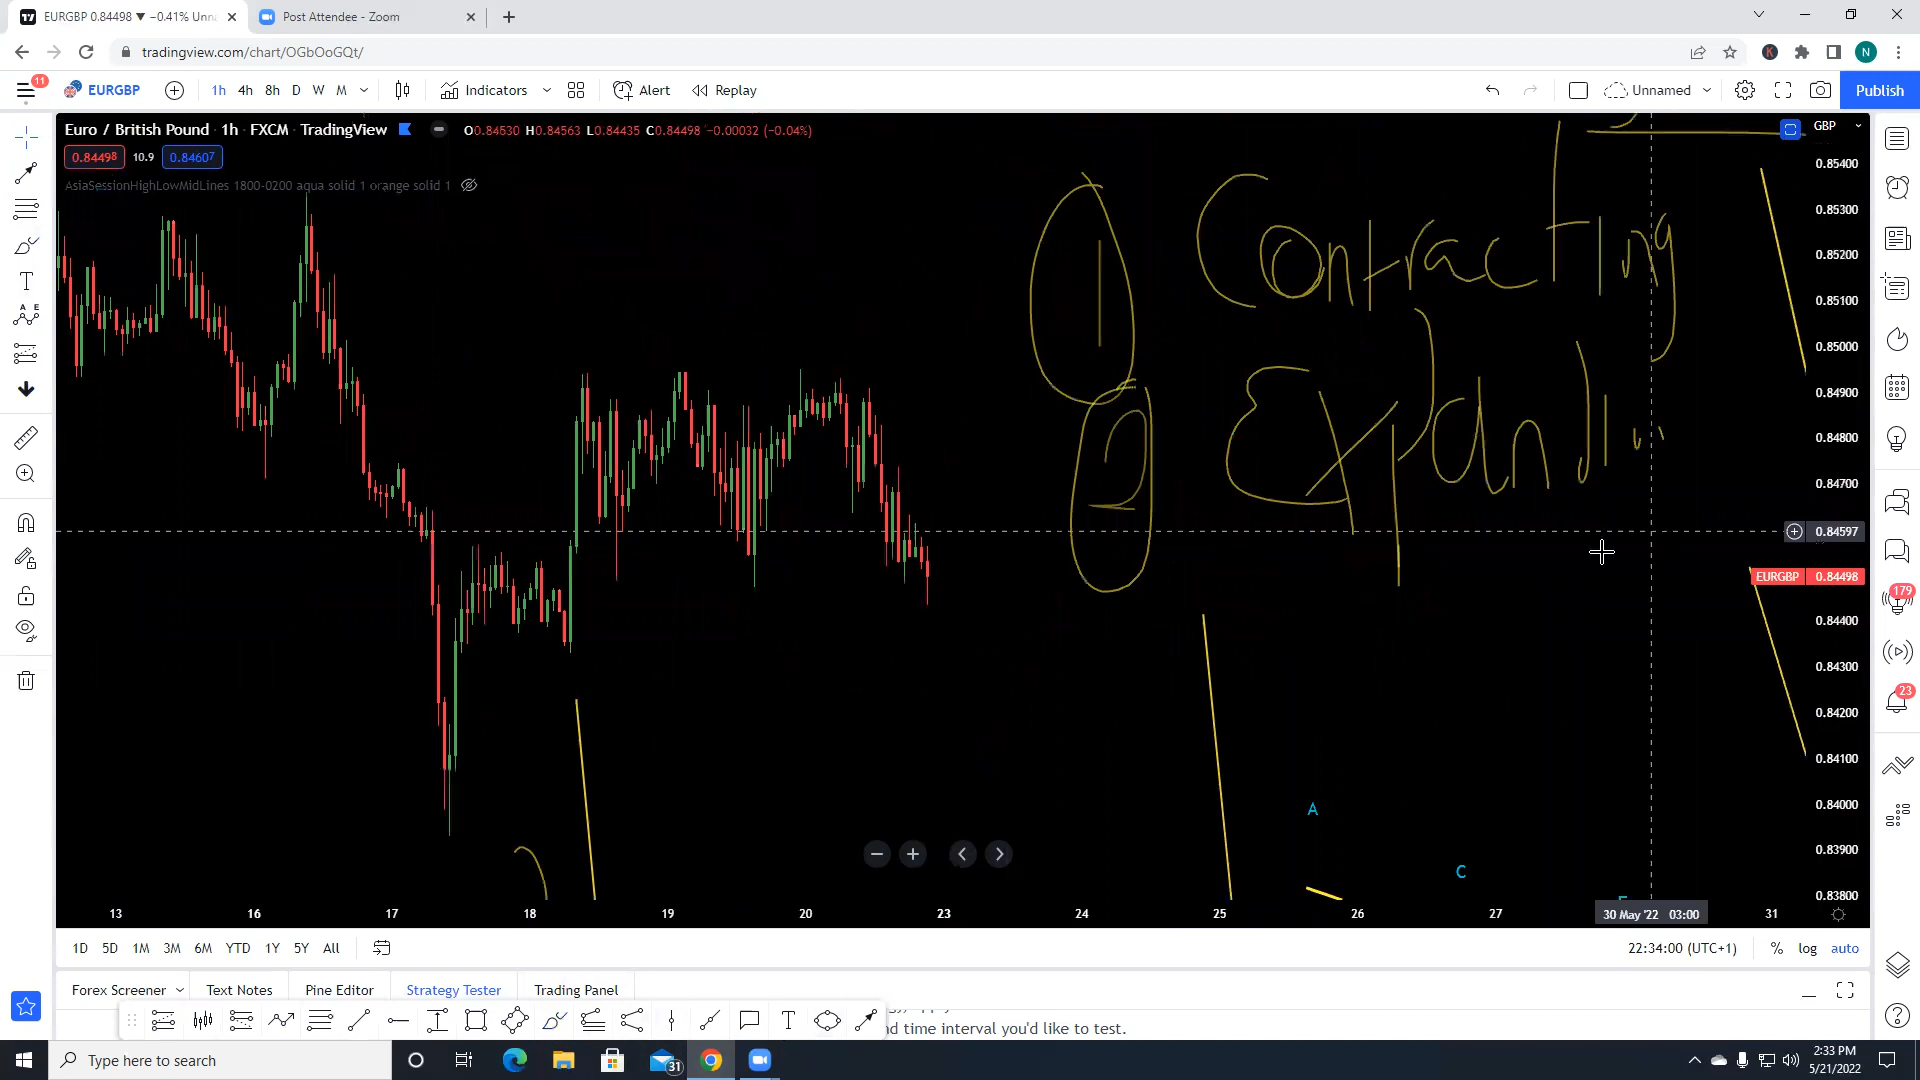 EURGBP 0.84498 ▼ −0.41% Unna
Post Attendee - Zoom
tradingview.com/chart/OGbOoGQt/
N
11
EURGBP
1h 4h 8h D W M
Indicators
Alert
Replay
Unnamed
Publish
Euro / British Pound · 1h · FXCM · TradingView
O0.84530 H0.84563 L0.84435 C0.84498 −0.00032 (−0.04%)
GBP
0.84498 10.9 0.84607
AsiaSessionHighLowMidLines 1800-0200 aqua solid 1 orange solid 1
1 Contracting
2 Expandin
0.85400
0.85300
0.85200
0.85100
0.85000
0.84900
0.84800
0.84700
0.84597
EURGBP 0.84498
0.84400
0.84300
0.84200
0.84100
0.84000
0.83900
0.83800
A
C
179
23
13 16 17 18 19 20 23 24 25 26 27 30 May '22 03:00 31
1D 5D 1M 3M 6M YTD 1Y 5Y All
22:34:00 (UTC+1) % log auto
Forex Screener Text Notes Pine Editor Strategy Tester Trading Panel
nd time interval you'd like to test.
Type here to search
31
2:33 PM
5/21/2022